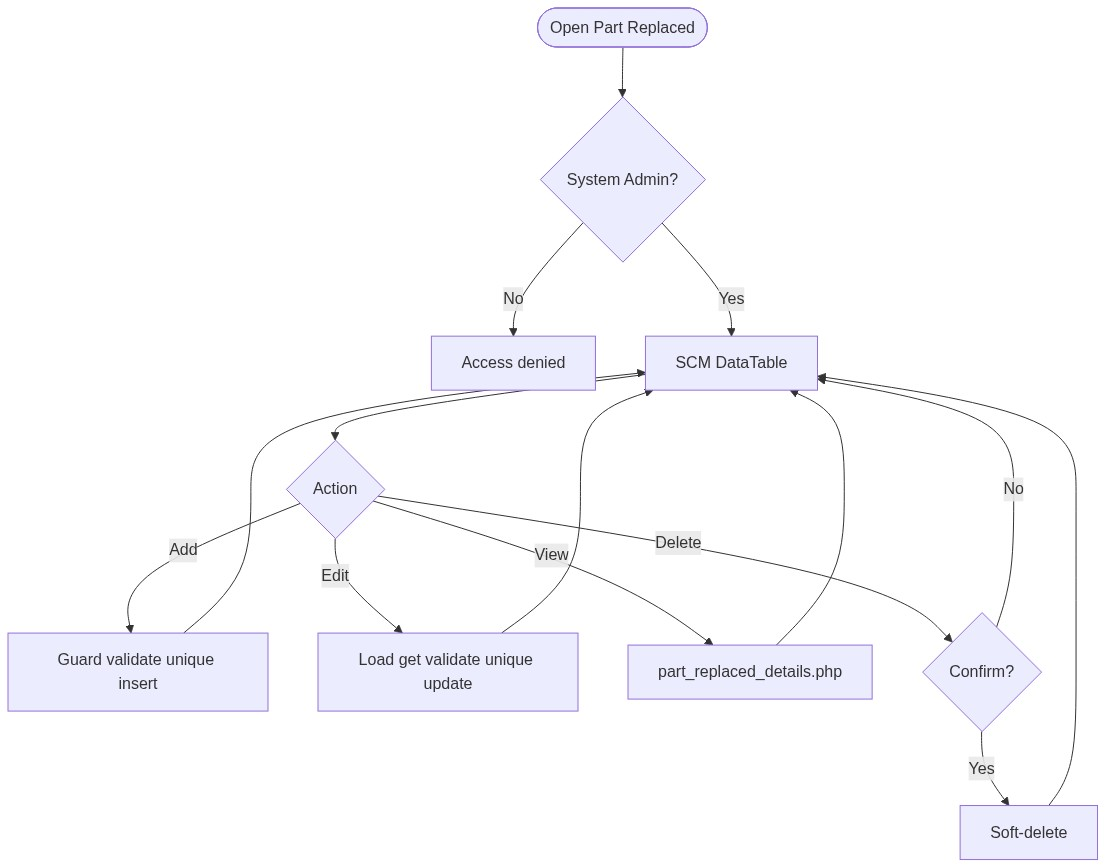 Open Part Replaced
System Admin?
No
Yes
Access denied
SCM DataTable
Action
No
Add
Edit
View
Delete
Guard validate unique
insert
Load get validate unique
update
part_replaced_details.php
Confirm?
Yes
Soft-delete